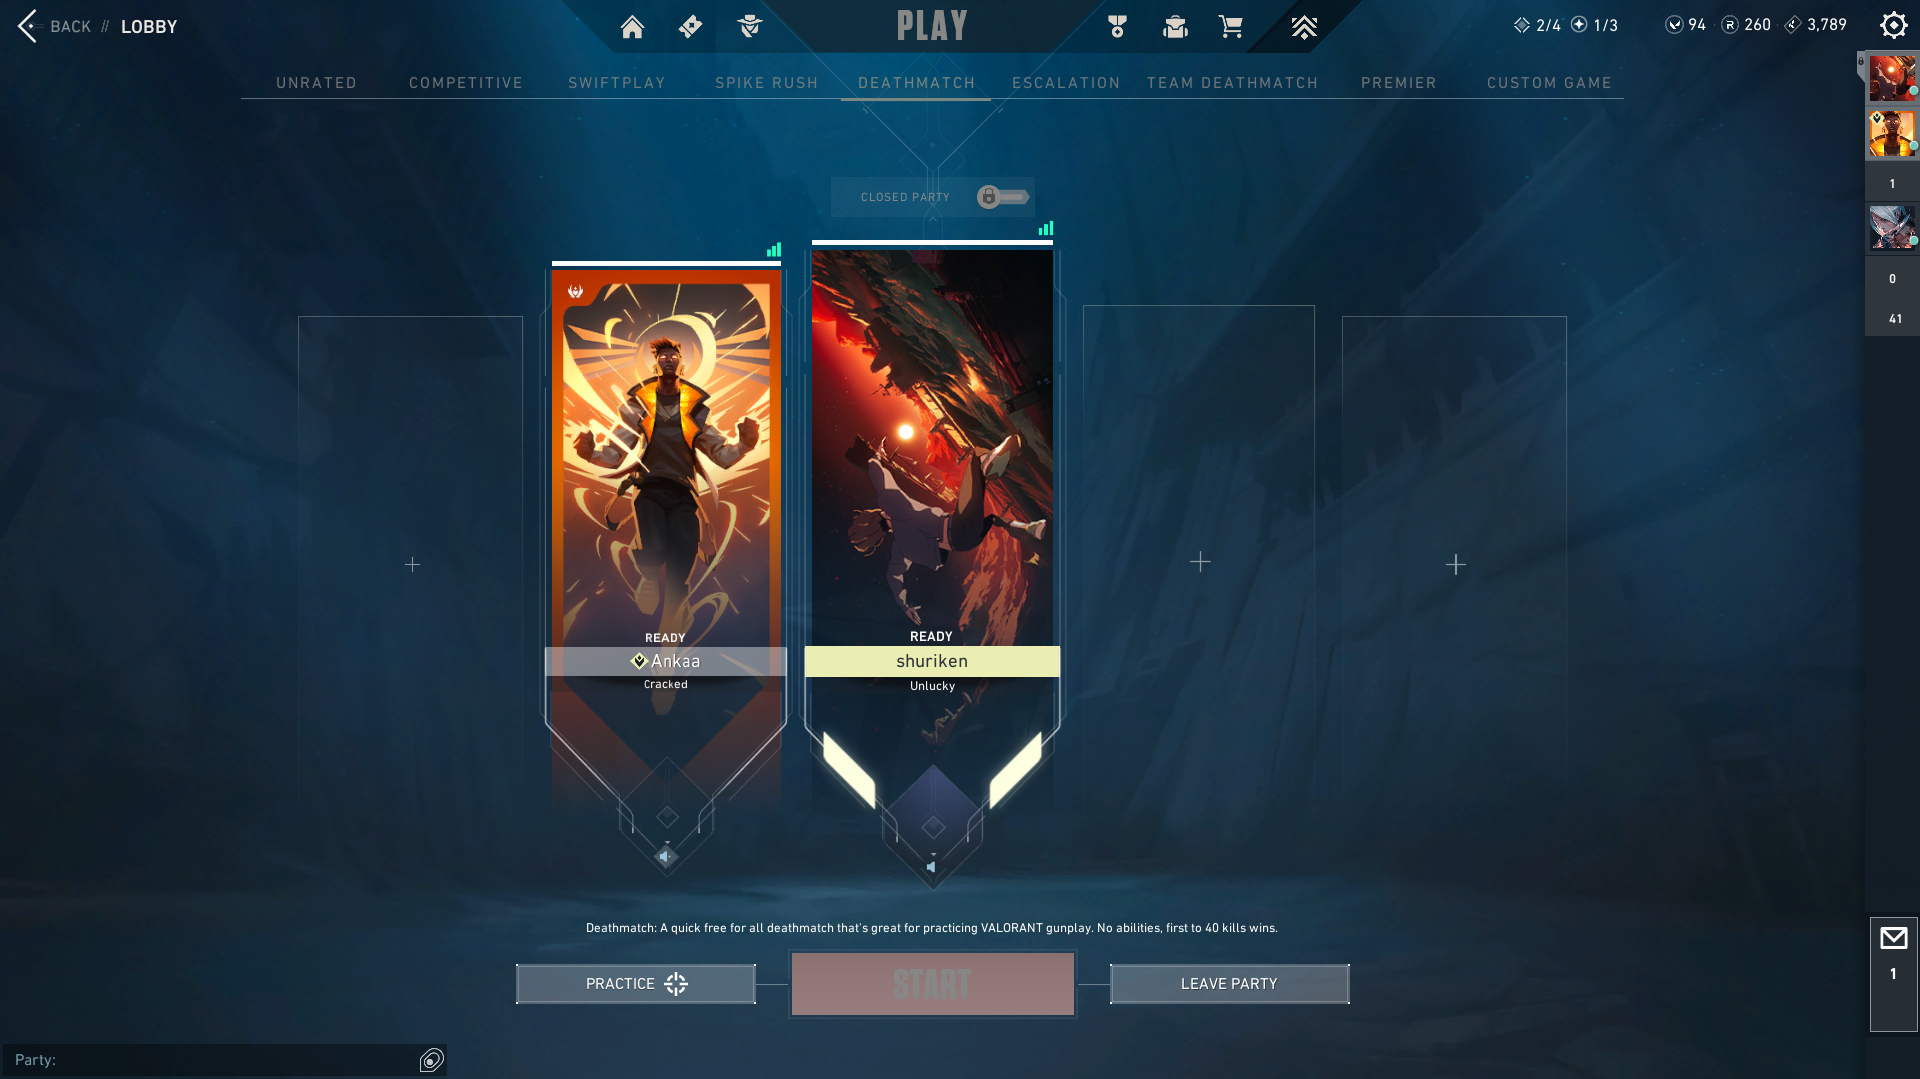 BACK // LOBBY
PLAY
2/4 1/3 94 260 3,789
UNRATED COMPETITIVE SWIFTPLAY SPIKE RUSH DEATHMATCH ESCALATION TEAM DEATHMATCH PREMIER CUSTOM GAME
CLOSED PARTY
1
0
41
READY
Ankaa
Cracked
READY
shuriken
Unlucky
Deathmatch: A quick free for all deathmatch that's great for practicing VALORANT gunplay. No abilities, first to 40 kills wins.
PRACTICE
START
LEAVE PARTY
1
Party: